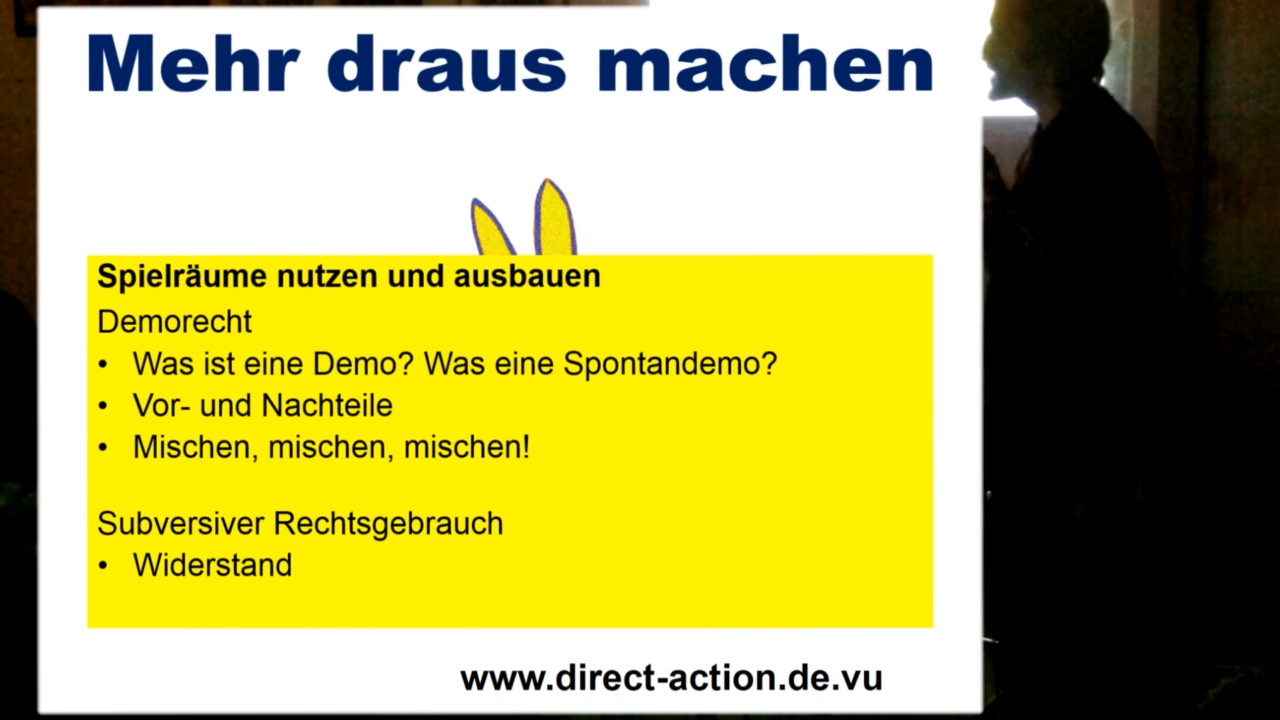 Mehr draus machen
Spielräume nutzen und ausbauen
Demorecht
• Was ist eine Demo? Was eine Spontandemo?
• Vor- und Nachteile
• Mischen, mischen, mischen!
Subversiver Rechtsgebrauch
• Widerstand
www.direct-action.de.vu